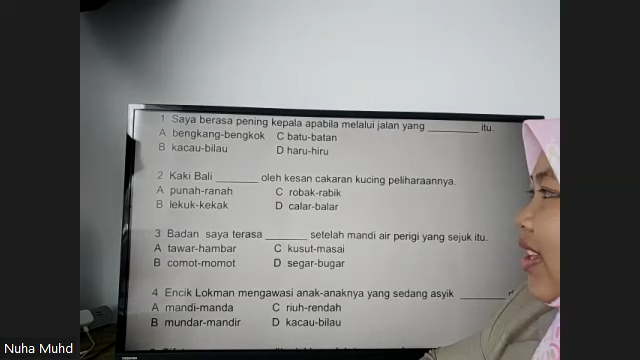 1 Saya berasa pening kepala apabila melalui jalan yang ________ itu.
A bengkang-bengkok C batu-batan
B kacau-bilau D haru-hiru
2 Kaki Bali _______ oleh kesan cakaran kucing peliharaannya.
A punah-ranah C robak-rabik
B lekuk-kekak D calar-balar
3 Badan saya terasa _______ setelah mandi air perigi yang sejuk itu.
A tawar-hambar C kusut-masai
B comot-momot D segar-bugar
4 Encik Lokman mengawasi anak-anaknya yang sedang asyik _______
A mandi-manda C riuh-rendah
B mundar-mandir D kacau-bilau
Nuha Muhd